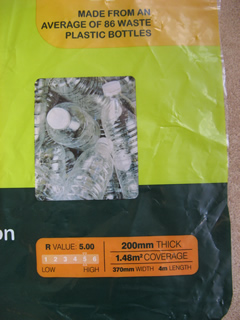 MADE FROM AN
AVERAGE OF 86 WASTE
PLASTIC BOTTLES
on
R VALUE: 5.00
1 2 3 4 5 6
LOW HIGH
200mm THICK
1.48m² COVERAGE
370mm WIDTH 4m LENGTH